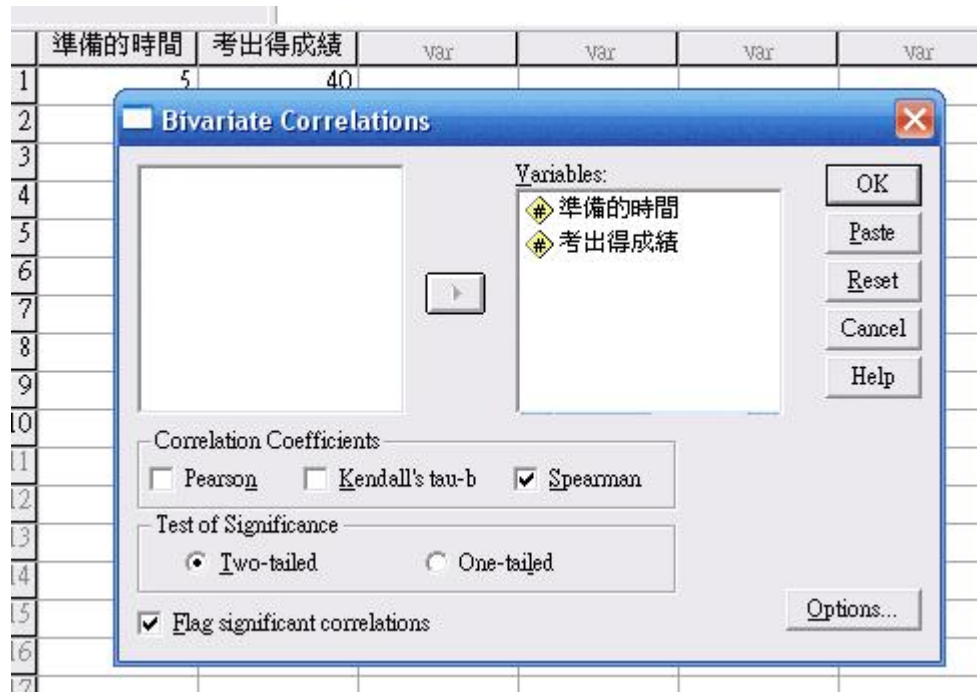 準備的時間 考出得成績 var var var var
1 5 40
2
3
4
5
6
7
8
9
10
11
12
13
14
15
16
17
Bivariate Correlations
Variables:
準備的時間
考出得成績
OK
Paste
Reset
Cancel
Help
Correlation Coefficients
Pearson Kendall's tau-b Spearman
Test of Significance
Two-tailed One-tailed
Flag significant correlations
Options...